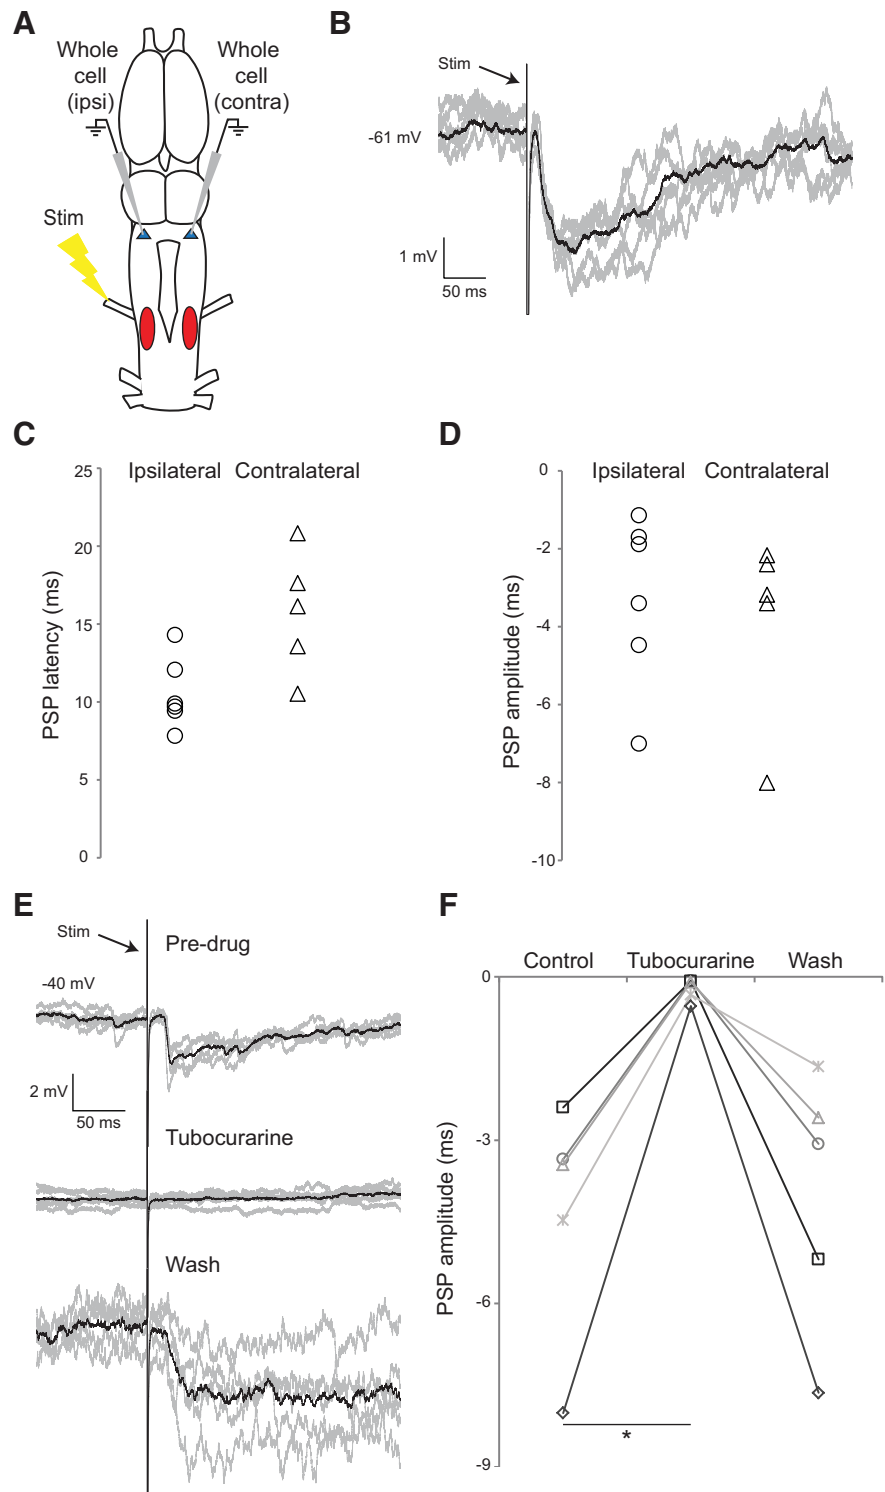 A
Whole
cell
(ipsi)
Whole
cell
(contra)
Stim
B
Stim
-61 mV
1 mV
50 ms
C
Ipsilateral
Contralateral
PSP latency (ms)
25
20
15
10
5
0
D
Ipsilateral
Contralateral
PSP amplitude (ms)
0
-2
-4
-6
-8
-10
E
Stim
Pre-drug
-40 mV
2 mV
50 ms
Tubocurarine
Wash
F
Control
Tubocurarine
Wash
PSP amplitude (ms)
0
-3
-6
-9
*